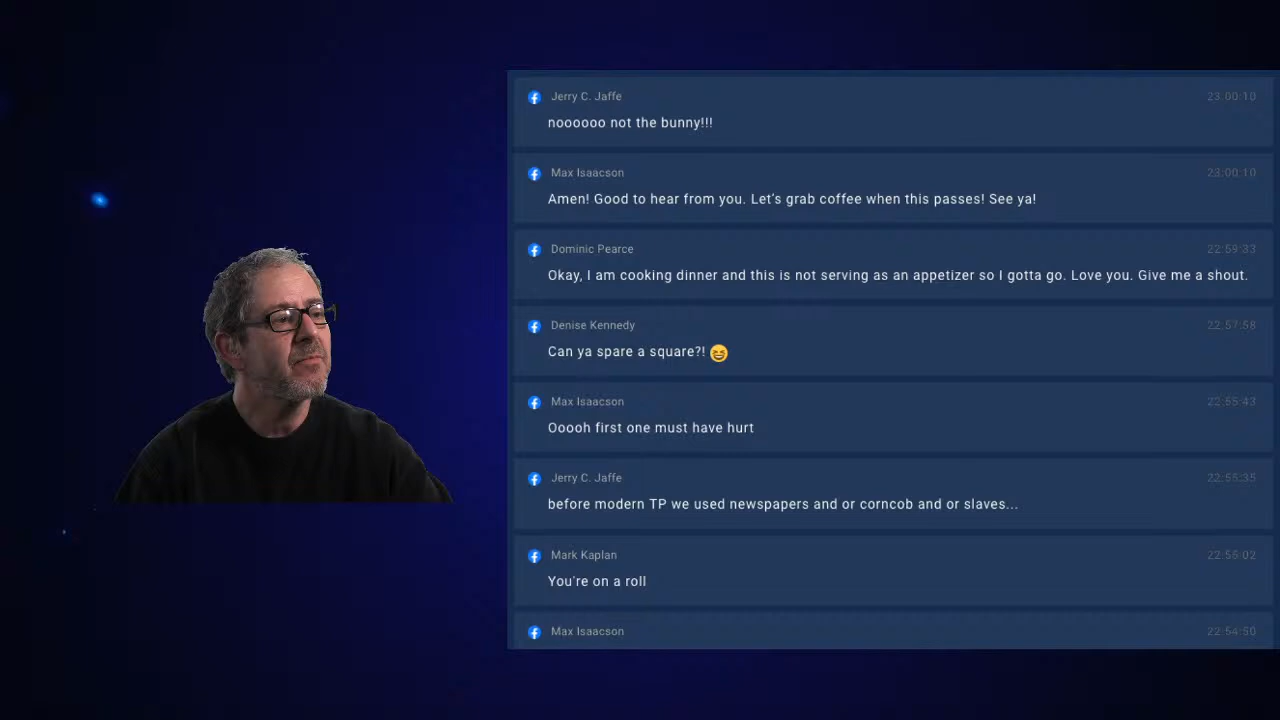 Jerry C. Jaffe 23:00:10
noooooo not the bunny!!!
Max Isaacson 23:00:10
Amen! Good to hear from you. Let's grab coffee when this passes! See ya!
Dominic Pearce 22:59:33
Okay, I am cooking dinner and this is not serving as an appetizer so I gotta go. Love you. Give me a shout.
Denise Kennedy 22:57:58
Can ya spare a square?! 😆
Max Isaacson 22:55:43
Ooooh first one must have hurt
Jerry C. Jaffe 22:55:35
before modern TP we used newspapers and or corncob and or slaves...
Mark Kaplan 22:55:02
You're on a roll
Max Isaacson 22:54:50